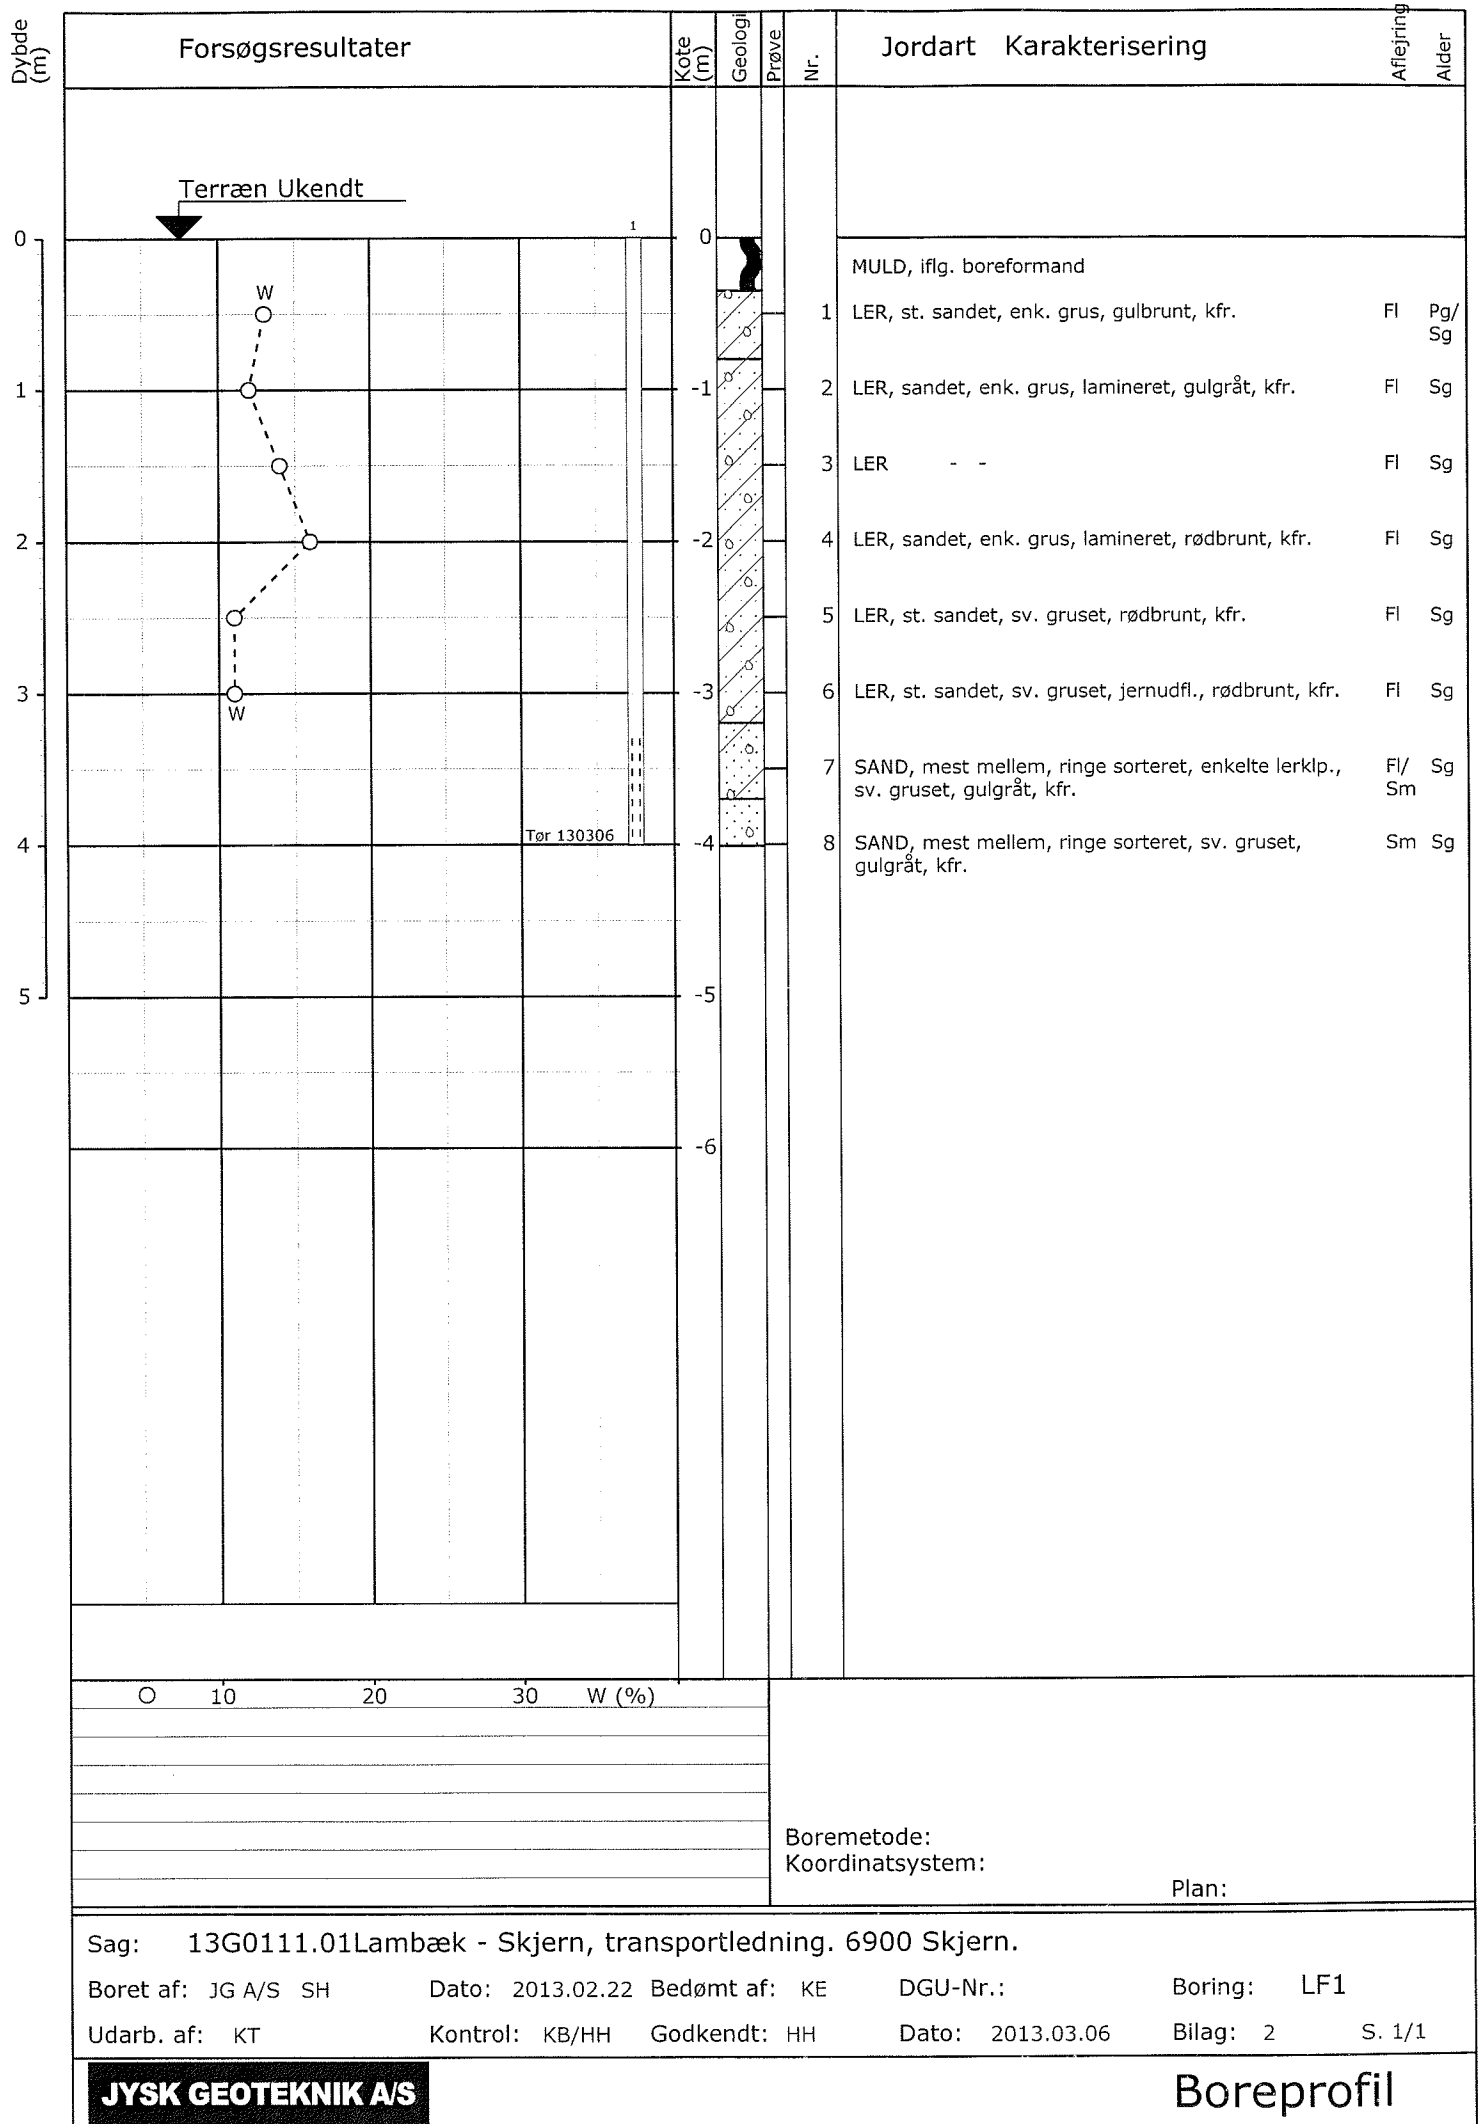 Dybde (m)
Forsøgsresultater
Kote (m)
Geologi
Prøve
Nr.
Jordart Karakterisering
Aflejring
Alder
Terræn Ukendt
1
0
0
MULD, iflg. boreformand
W
1 LER, st. sandet, enk. grus, gulbrunt, kfr. Fl Pg/
Sg
1
-1
2 LER, sandet, enk. grus, lamineret, gulgråt, kfr. Fl Sg
3 LER - - Fl Sg
2
-2
4 LER, sandet, enk. grus, lamineret, rødbrunt, kfr. Fl Sg
5 LER, st. sandet, sv. gruset, rødbrunt, kfr. Fl Sg
3
-3
6 LER, st. sandet, sv. gruset, jernudfl., rødbrunt, kfr. Fl Sg
W
7 SAND, mest mellem, ringe sorteret, enkelte lerklp., Fl/ Sg
sv. gruset, gulgråt, kfr. Sm
Tør 130306
4
-4
8 SAND, mest mellem, ringe sorteret, sv. gruset, Sm Sg
gulgråt, kfr.
5
-5
-6
10 20 30 W (%)
Boremetode:
Koordinatsystem:
Plan:
Sag: 13G0111.01Lambæk - Skjern, transportledning. 6900 Skjern.
Boret af: JG A/S SH Dato: 2013.02.22 Bedømt af: KE DGU-Nr.: Boring: LF1
Udarb. af: KT Kontrol: KB/HH Godkendt: HH Dato: 2013.03.06 Bilag: 2 S. 1/1
JYSK GEOTEKNIK A/S
Boreprofil